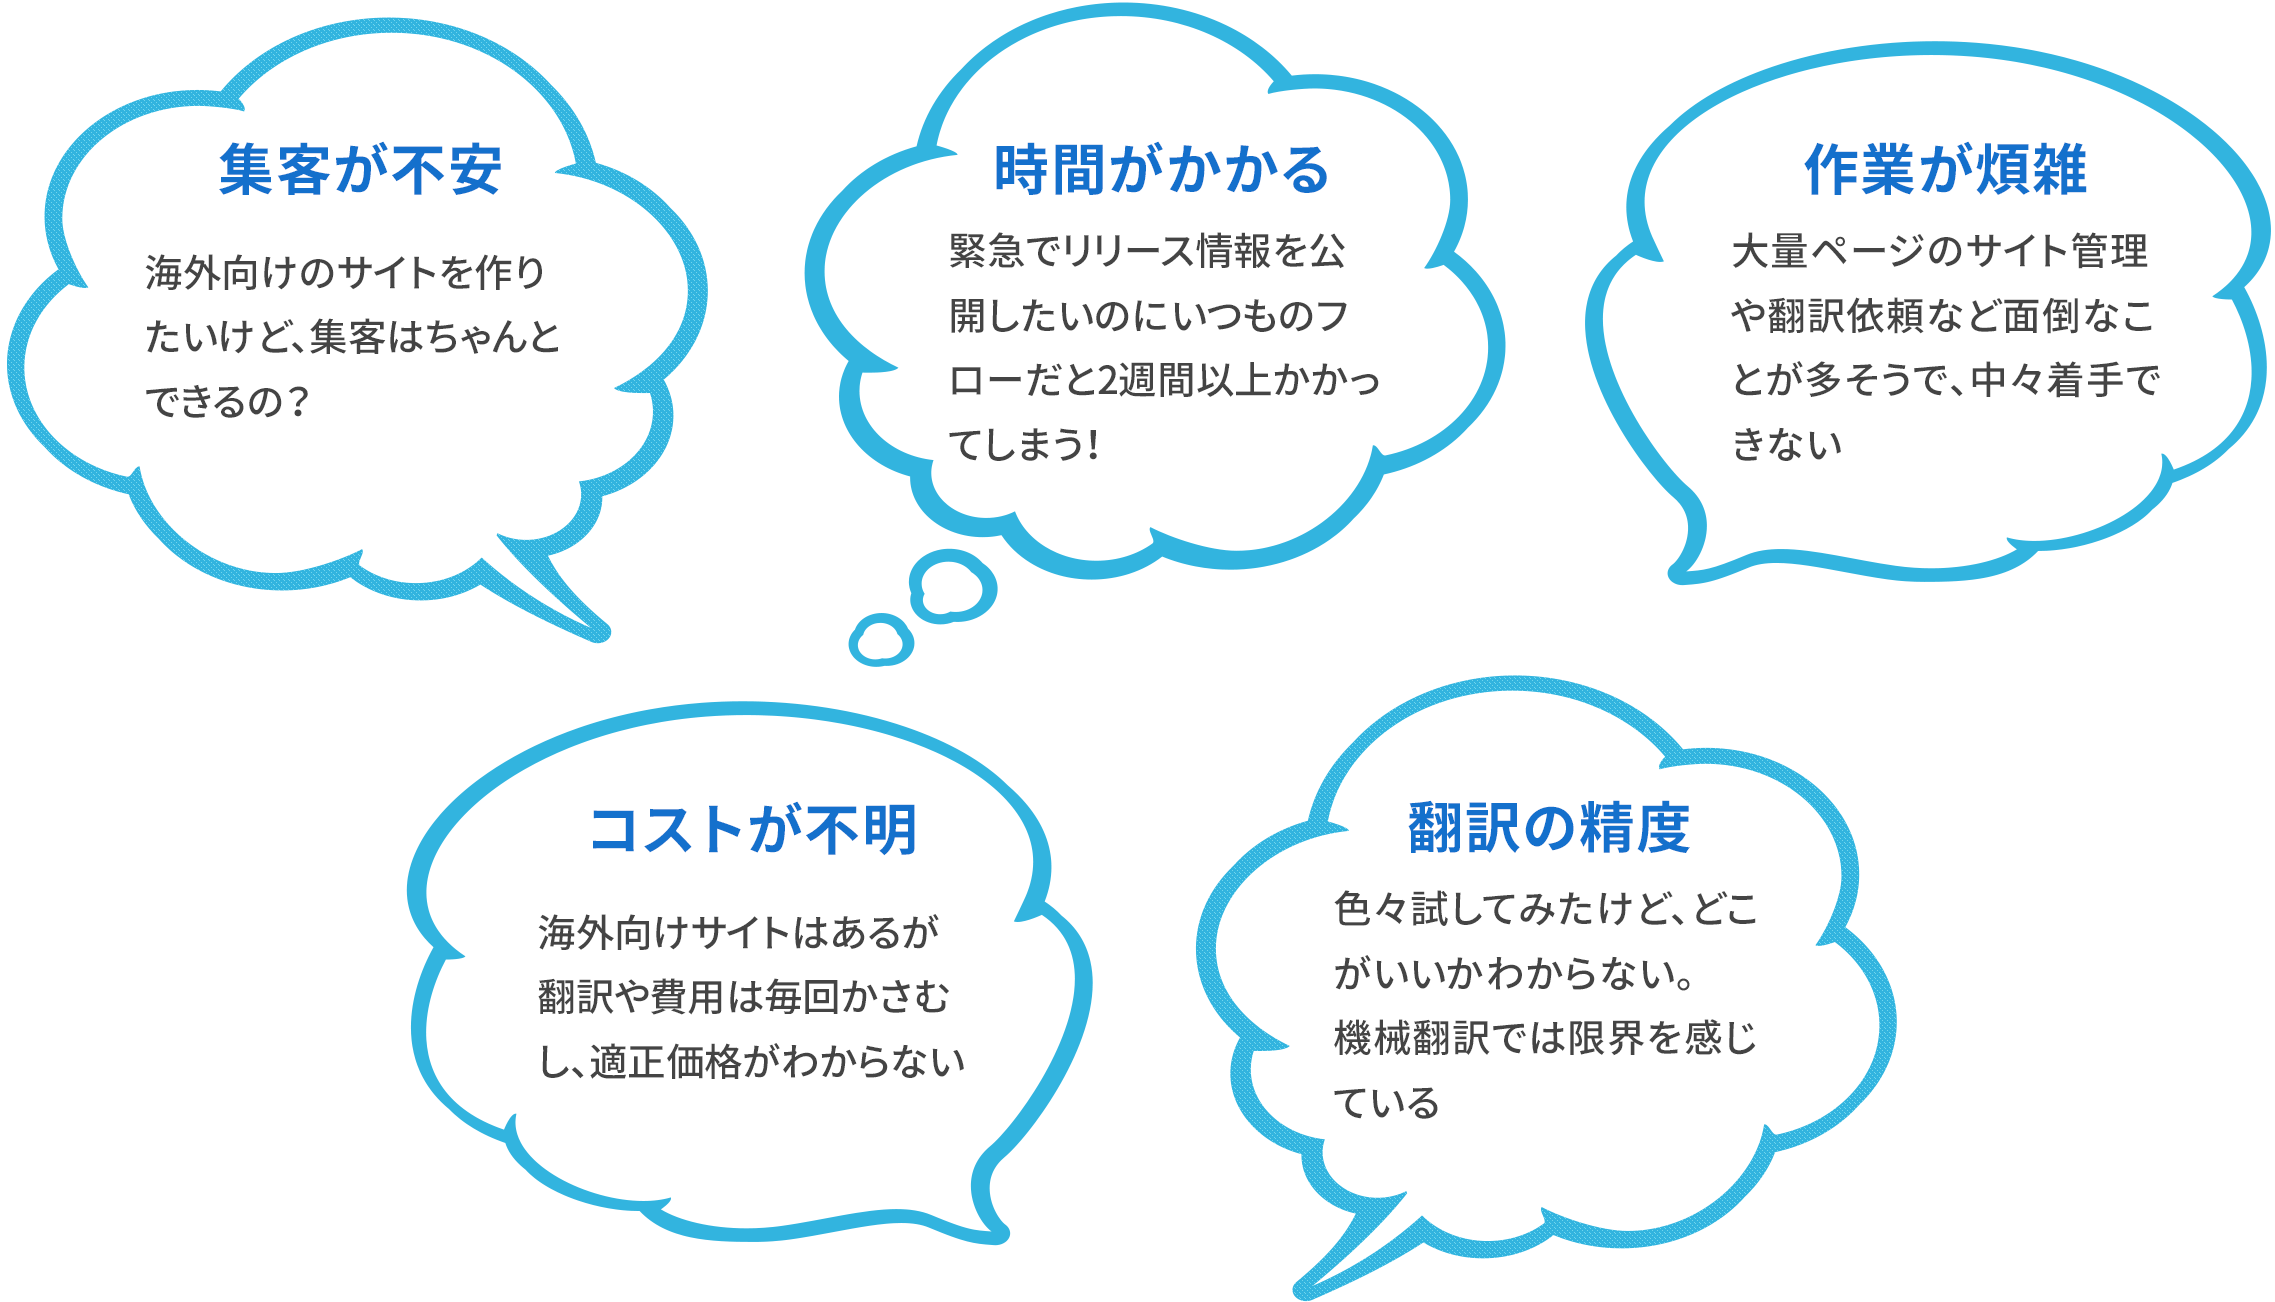 集客が不安
海外向けのサイトを作り
たいけど、集客はちゃんと
できるの？
時間がかかる
緊急でリリース情報を公
開したいのにいつものフ
ローだと2週間以上かかっ
てしまう！
作業が煩雑
大量ページのサイト管理
や翻訳依頼など面倒なこ
とが多そうで、中々着手で
きない
コストが不明
海外向けサイトはあるが
翻訳や費用は毎回かさむ
し、適正価格がわからない
翻訳の精度
色々試してみたけど、どこ
がいいかわからない。
機械翻訳では限界を感じ
ている